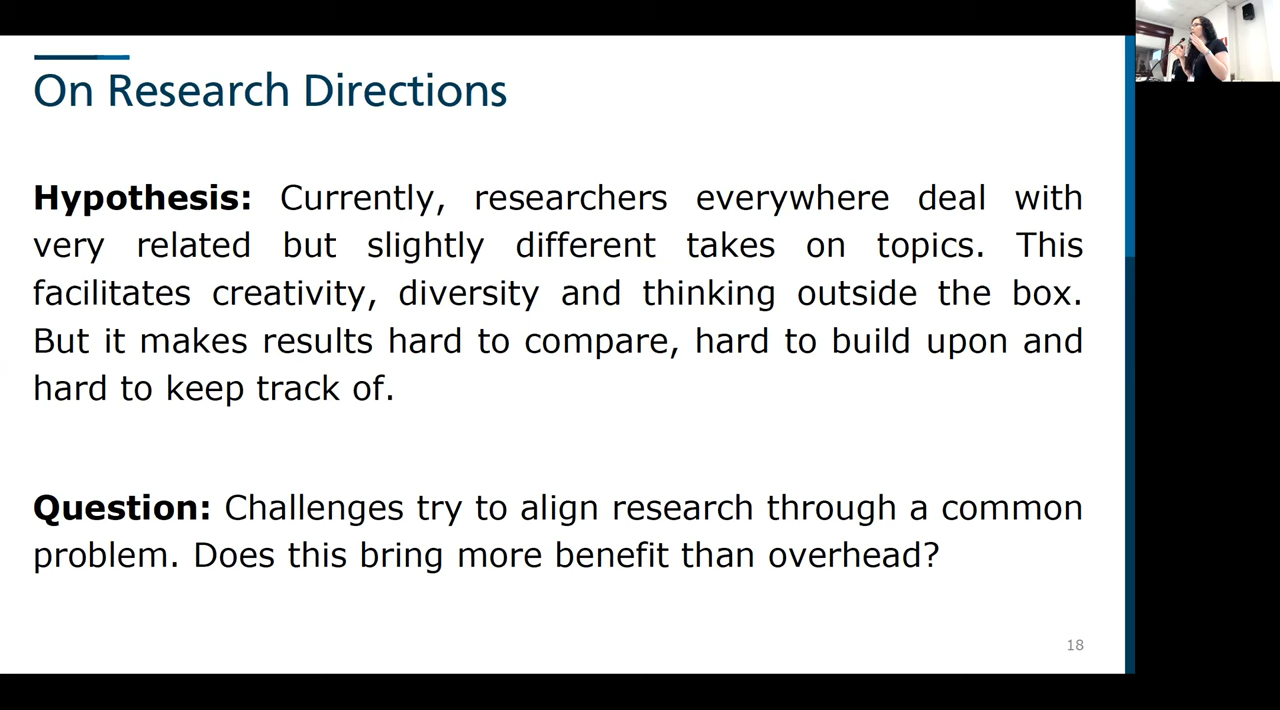 On Research Directions
Hypothesis: Currently, researchers everywhere deal with
very related but slightly different takes on topics. This
facilitates creativity, diversity and thinking outside the box.
But it makes results hard to compare, hard to build upon and
hard to keep track of.
Question: Challenges try to align research through a common
problem. Does this bring more benefit than overhead?
18